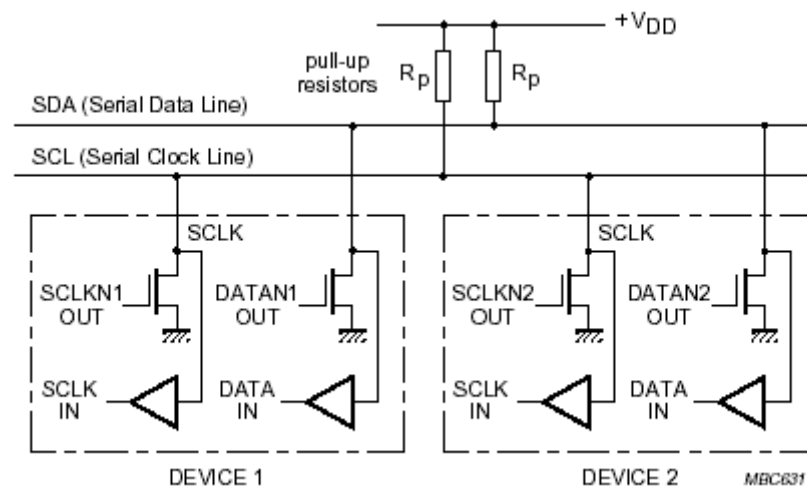 +VDD
pull-up
resistors
Rp
Rp
SDA (Serial Data Line)
SCL (Serial Clock Line)
SCLK
SCLKN1
OUT
DATAN1
OUT
SCLK
IN
DATA
IN
DEVICE 1
SCLK
SCLKN2
OUT
DATAN2
OUT
SCLK
IN
DATA
IN
DEVICE 2
MBC631